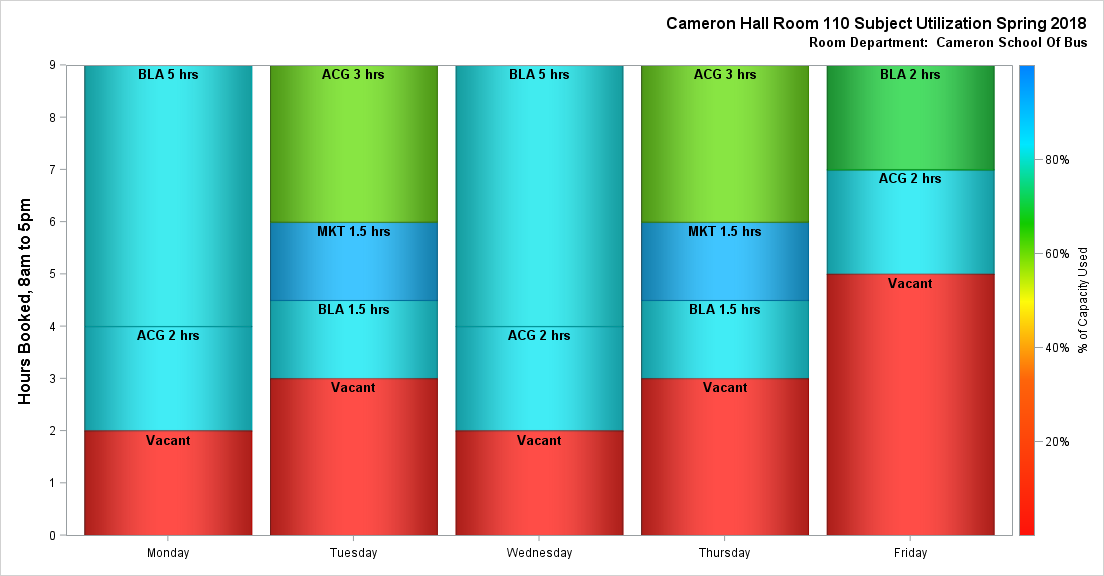 Cameron Hall Room 110 Subject Utilization Spring 2018
Room Department:  Cameron School Of Bus
Hours Booked, 8am to 5pm
9
8
7
6
5
4
3
2
1
0
BLA 5 hrs
ACG 2 hrs
Vacant
ACG 3 hrs
MKT 1.5 hrs
BLA 1.5 hrs
Vacant
BLA 5 hrs
ACG 2 hrs
Vacant
ACG 3 hrs
MKT 1.5 hrs
BLA 1.5 hrs
Vacant
BLA 2 hrs
ACG 2 hrs
Vacant
Monday
Tuesday
Wednesday
Thursday
Friday
80%
60%
40%
20%
% of Capacity Used